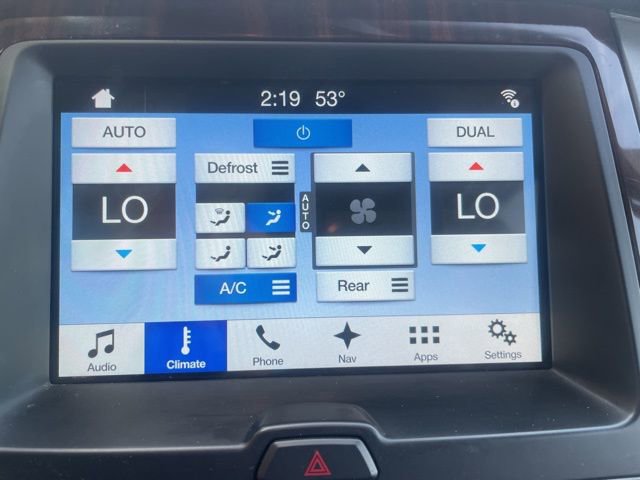 2:19 53°
AUTO
DUAL
Defrost
LO
AUTO
LO
A/C
Rear
Audio
Climate
Phone
Nav
Apps
Settings